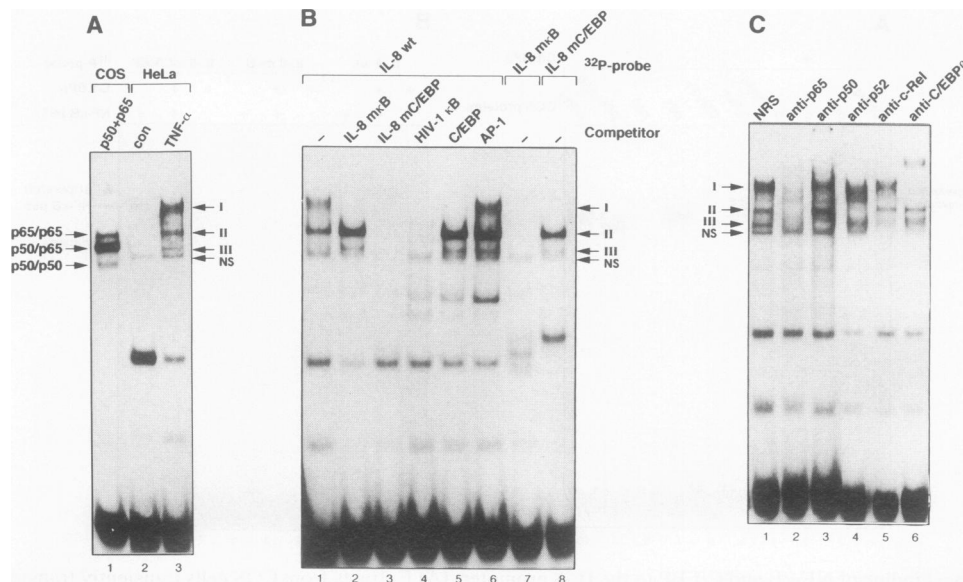 A
COS HeLa
p50+p65
con
TNF-α
p65/p65
p50/p65
p50/p50
I
II
III
NS
1 2 3
B
IL-8 wt
IL-8 mκB
IL-8 mC/EBP
32P-probe
–
IL-8 mκB
IL-8 mC/EBP
HIV-1 κB
C/EBP
AP-1
–
–
Competitor
I
II
III
NS
1 2 3 4 5 6 7 8
C
NRS
anti-p65
anti-p50
anti-p52
anti-c-Rel
anti-C/EBPβ
I
II
III
NS
1 2 3 4 5 6